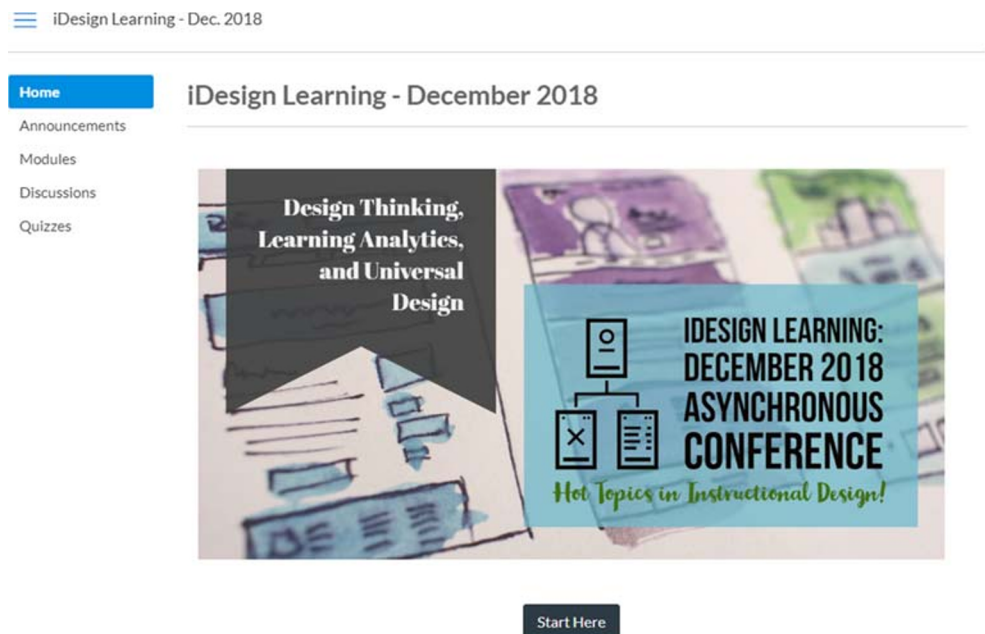 iDesign Learning - Dec. 2018
Home
Announcements
Modules
Discussions
Quizzes
iDesign Learning - December 2018
Design Thinking,
Learning Analytics,
and Universal
Design
IDESIGN LEARNING:
DECEMBER 2018
ASYNCHRONOUS
CONFERENCE
Hot Topics in Instructional Design!
Start Here